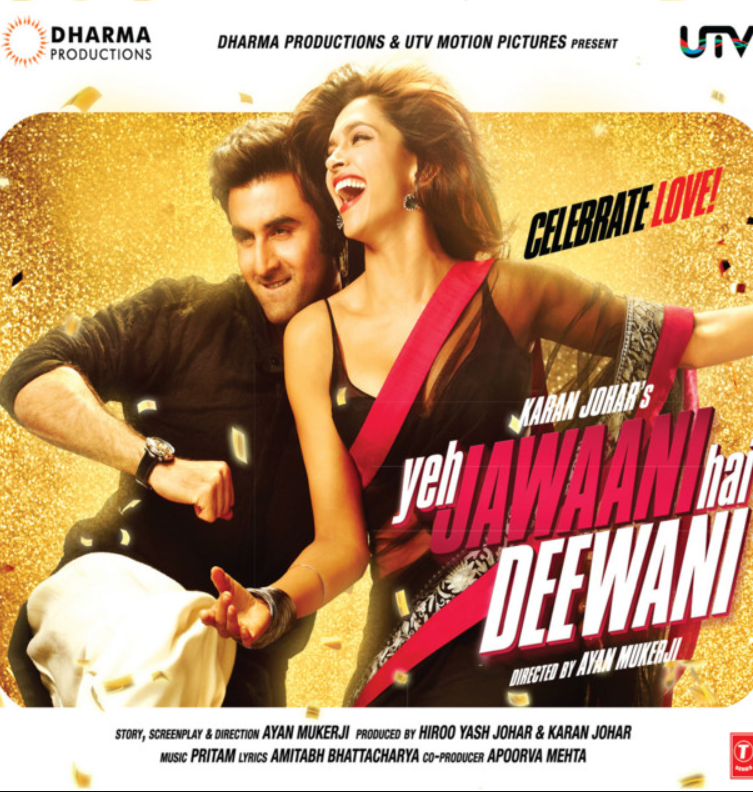 DHARMA
PRODUCTIONS
DHARMA PRODUCTIONS & UTV MOTION PICTURES PRESENT
UTV
CELEBRATE LOVE!
KARAN JOHAR'S
yeh JAWAANI hai
DEEWANI
DIRECTED BY AYAN MUKERJI
STORY, SCREENPLAY & DIRECTION AYAN MUKERJI PRODUCED BY HIROO YASH JOHAR & KARAN JOHAR
MUSIC PRITAM LYRICS AMITABH BHATTACHARYA CO-PRODUCER APOORVA MEHTA
T
SERIES